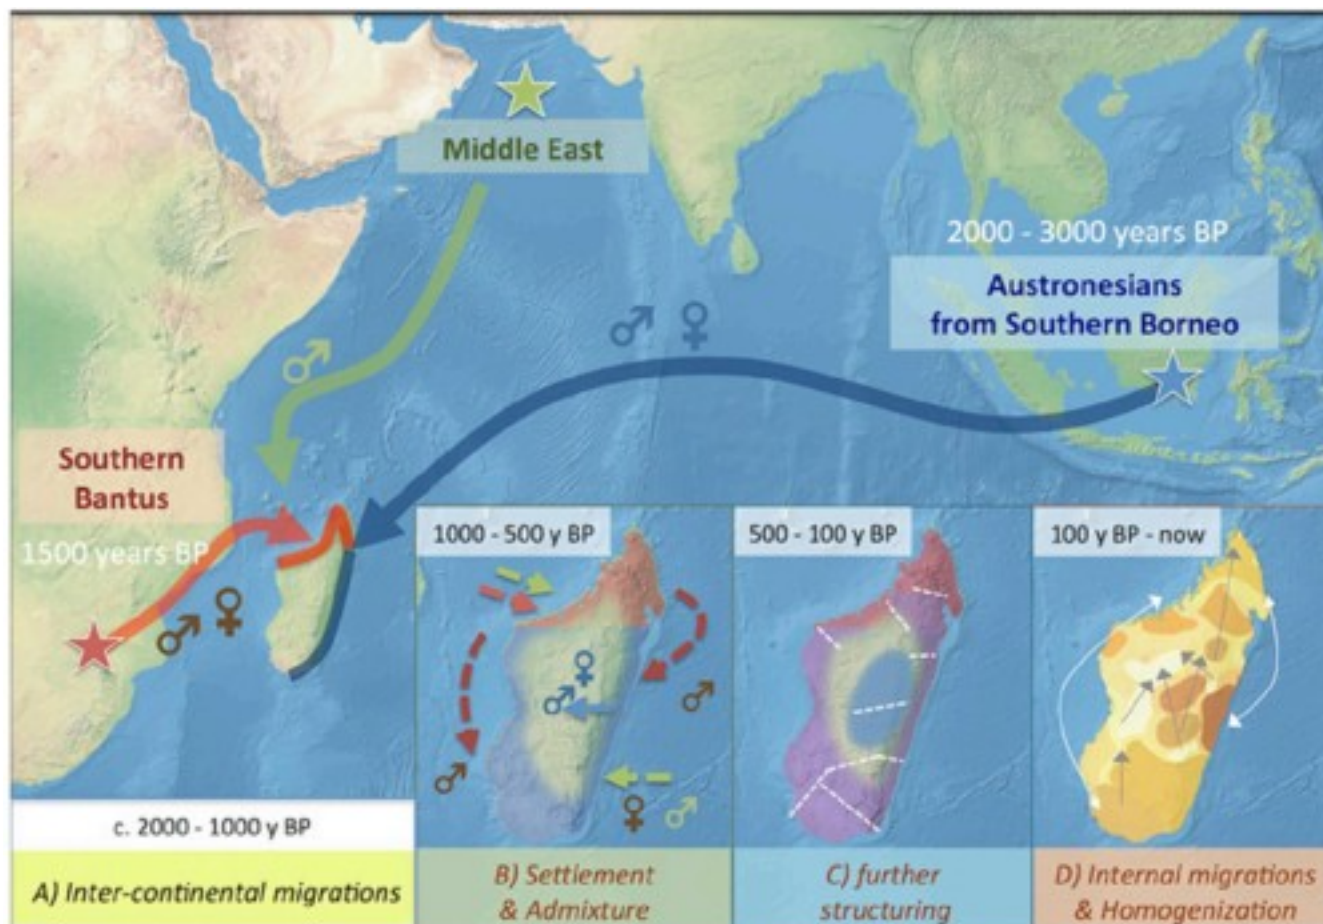 Middle East
2000 - 3000 years BP
Austronesians
from Southern Borneo
Southern
Bantus
1500 years BP
1000 - 500 y BP
500 - 100 y BP
100 y BP - now
c. 2000 - 1000 y BP
A) Inter-continental migrations
B) Settlement
& Admixture
C) further
structuring
D) Internal migrations
& Homogenization